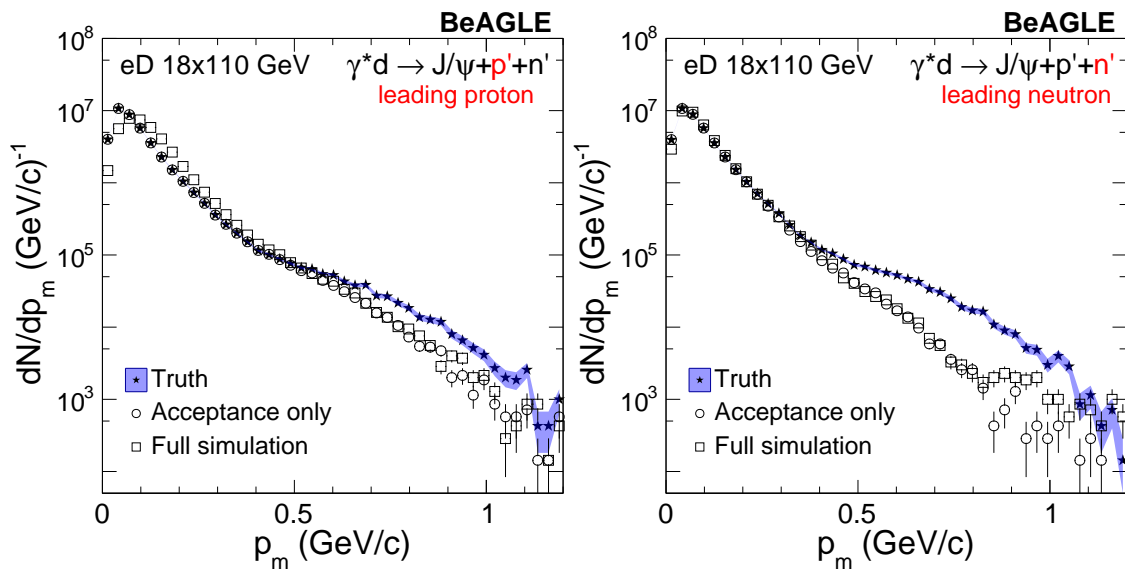 BeAGLE
eD 18x110 GeV
γ*d → J/ψ+p'+n'
leading proton
dN/dp_m (GeV/c)^-1
10^8
10^7
10^5
10^3
Truth
Acceptance only
Full simulation
0 0.5 1
p_m (GeV/c)
BeAGLE
eD 18x110 GeV
γ*d → J/ψ+p'+n'
leading neutron
dN/dp_m (GeV/c)^-1
10^8
10^7
10^5
10^3
Truth
Acceptance only
Full simulation
0 0.5 1
p_m (GeV/c)